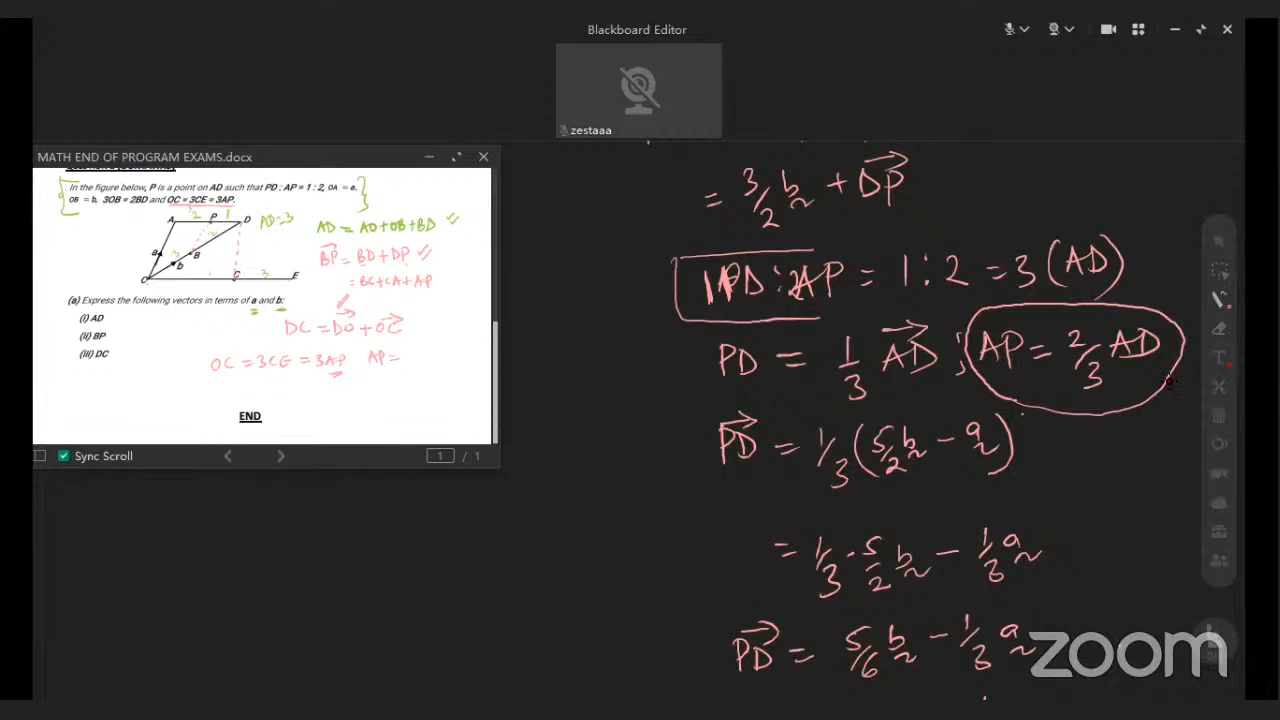 Blackboard Editor
zestaaa
MATH END OF PROGRAM EXAMS.docx
In the figure below, P is a point on AD such that PD : AP = 1 : 2, OA = a.
OB = b, 3OB = 2BD and OC = 3CE = 3AP.
A 2 P 1 D AD=3
AD = AO+OB+BD
a B b
BP = BD+DP
= BC+CA+AP
O C 3 E
(a) Express the following vectors in terms of a and b:
(i) AD
(ii) BP
(iii) DC
DC = DO + OC
OC = 3CE = 3AP AP =
END
Sync Scroll
1 / 1
= 3/2 b + DP
1PD : 2AP = 1 : 2 = 3 (AD)
PD = 1/3 AD ; AP = 2/3 AD
PD = 1/3 (5/2 b - a)
= 1/3 · 5/2 b - 1/3 a
PD = 5/6 b - 1/3 a
zoom